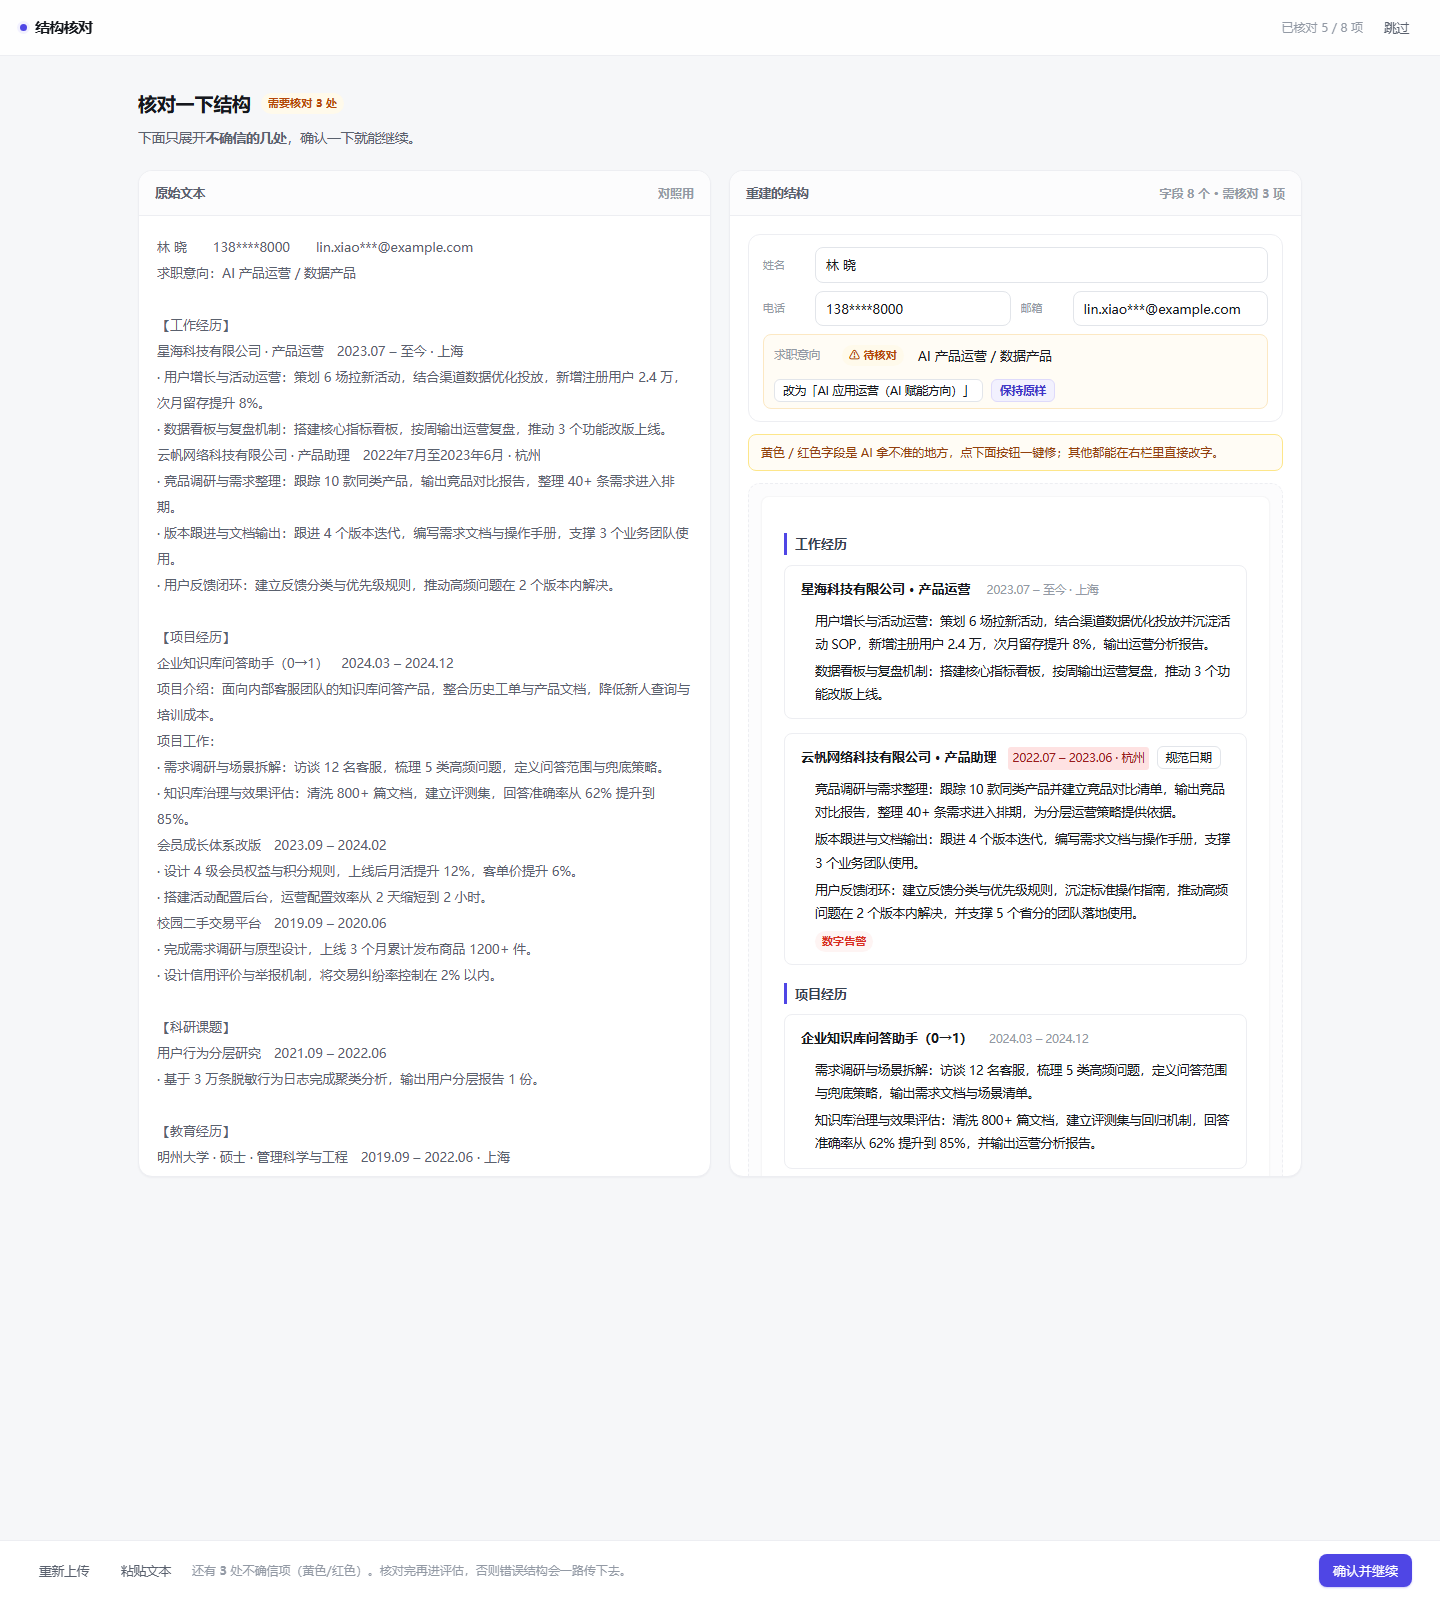 结构核对
已核对 5 / 8 项 跳过
核对一下结构 需要核对 3 处
下面只展开不确信的几处，确认一下就能继续。
原始文本 对照用
林 晓 138****8000 lin.xiao***@example.com
求职意向：AI 产品运营 / 数据产品
【工作经历】
星海科技有限公司 · 产品运营 2023.07 – 至今 · 上海
· 用户增长与活动运营：策划 6 场拉新活动，结合渠道数据优化投放，新增注册用户 2.4 万，
次月留存提升 8%。
· 数据看板与复盘机制：搭建核心指标看板，按周输出运营复盘，推动 3 个功能改版上线。
云帆网络科技有限公司 · 产品助理 2022年7月至2023年6月 · 杭州
· 竞品调研与需求整理：跟踪 10 款同类产品，输出竞品对比报告，整理 40+ 条需求进入排
期。
· 版本跟进与文档输出：跟进 4 个版本迭代，编写需求文档与操作手册，支撑 3 个业务团队使
用。
· 用户反馈闭环：建立反馈分类与优先级规则，推动高频问题在 2 个版本内解决。
【项目经历】
企业知识库问答助手（0→1） 2024.03 – 2024.12
项目介绍：面向内部客服团队的知识库问答产品，整合历史工单与产品文档，降低新人查询与
培训成本。
项目工作：
· 需求调研与场景拆解：访谈 12 名客服，梳理 5 类高频问题，定义问答范围与兜底策略。
· 知识库治理与效果评估：清洗 800+ 篇文档，建立评测集，回答准确率从 62% 提升到
85%。
会员成长体系改版 2023.09 – 2024.02
· 设计 4 级会员权益与积分规则，上线后月活提升 12%，客单价提升 6%。
· 搭建活动配置后台，运营配置效率从 2 天缩短到 2 小时。
校园二手交易平台 2019.09 – 2020.06
· 完成需求调研与原型设计，上线 3 个月累计发布商品 1200+ 件。
· 设计信用评价与举报机制，将交易纠纷率控制在 2% 以内。
【科研课题】
用户行为分层研究 2021.09 – 2022.06
· 基于 3 万条脱敏行为日志完成聚类分析，输出用户分层报告 1 份。
【教育经历】
明州大学 · 硕士 · 管理科学与工程 2019.09 – 2022.06 · 上海
重建的结构 字段 8 个 • 需核对 3 项
姓名 林 晓
电话 138****8000 邮箱 lin.xiao***@example.com
求职意向 ⚠ 待核对 AI 产品运营 / 数据产品
改为「AI 应用运营（AI 赋能方向）」 保持原样
黄色 / 红色字段是 AI 拿不准的地方，点下面按钮一键修；其他都能在右栏里直接改字。
工作经历
星海科技有限公司 • 产品运营 2023.07 – 至今 · 上海
用户增长与活动运营：策划 6 场拉新活动，结合渠道数据优化投放并沉淀活
动 SOP，新增注册用户 2.4 万，次月留存提升 8%，输出运营分析报告。
数据看板与复盘机制：搭建核心指标看板，按周输出运营复盘，推动 3 个功
能改版上线。
云帆网络科技有限公司 • 产品助理 2022.07 – 2023.06 · 杭州 规范日期
竞品调研与需求整理：跟踪 10 款同类产品并建立竞品对比清单，输出竞品
对比报告，整理 40+ 条需求进入排期，为分层运营策略提供依据。
版本跟进与文档输出：跟进 4 个版本迭代，编写需求文档与操作手册，支撑
3 个业务团队使用。
用户反馈闭环：建立反馈分类与优先级规则，沉淀标准操作指南，推动高频
问题在 2 个版本内解决，并支撑 5 个省分的团队落地使用。
数字告警
项目经历
企业知识库问答助手（0→1） 2024.03 – 2024.12
需求调研与场景拆解：访谈 12 名客服，梳理 5 类高频问题，定义问答范围
与兜底策略，输出需求文档与场景清单。
知识库治理与效果评估：清洗 800+ 篇文档，建立评测集与回归机制，回答
准确率从 62% 提升到 85%，并输出运营分析报告。
重新上传 粘贴文本 还有 3 处不确信项（黄色/红色）。核对完再进评估，否则错误结构会一路传下去。 确认并继续